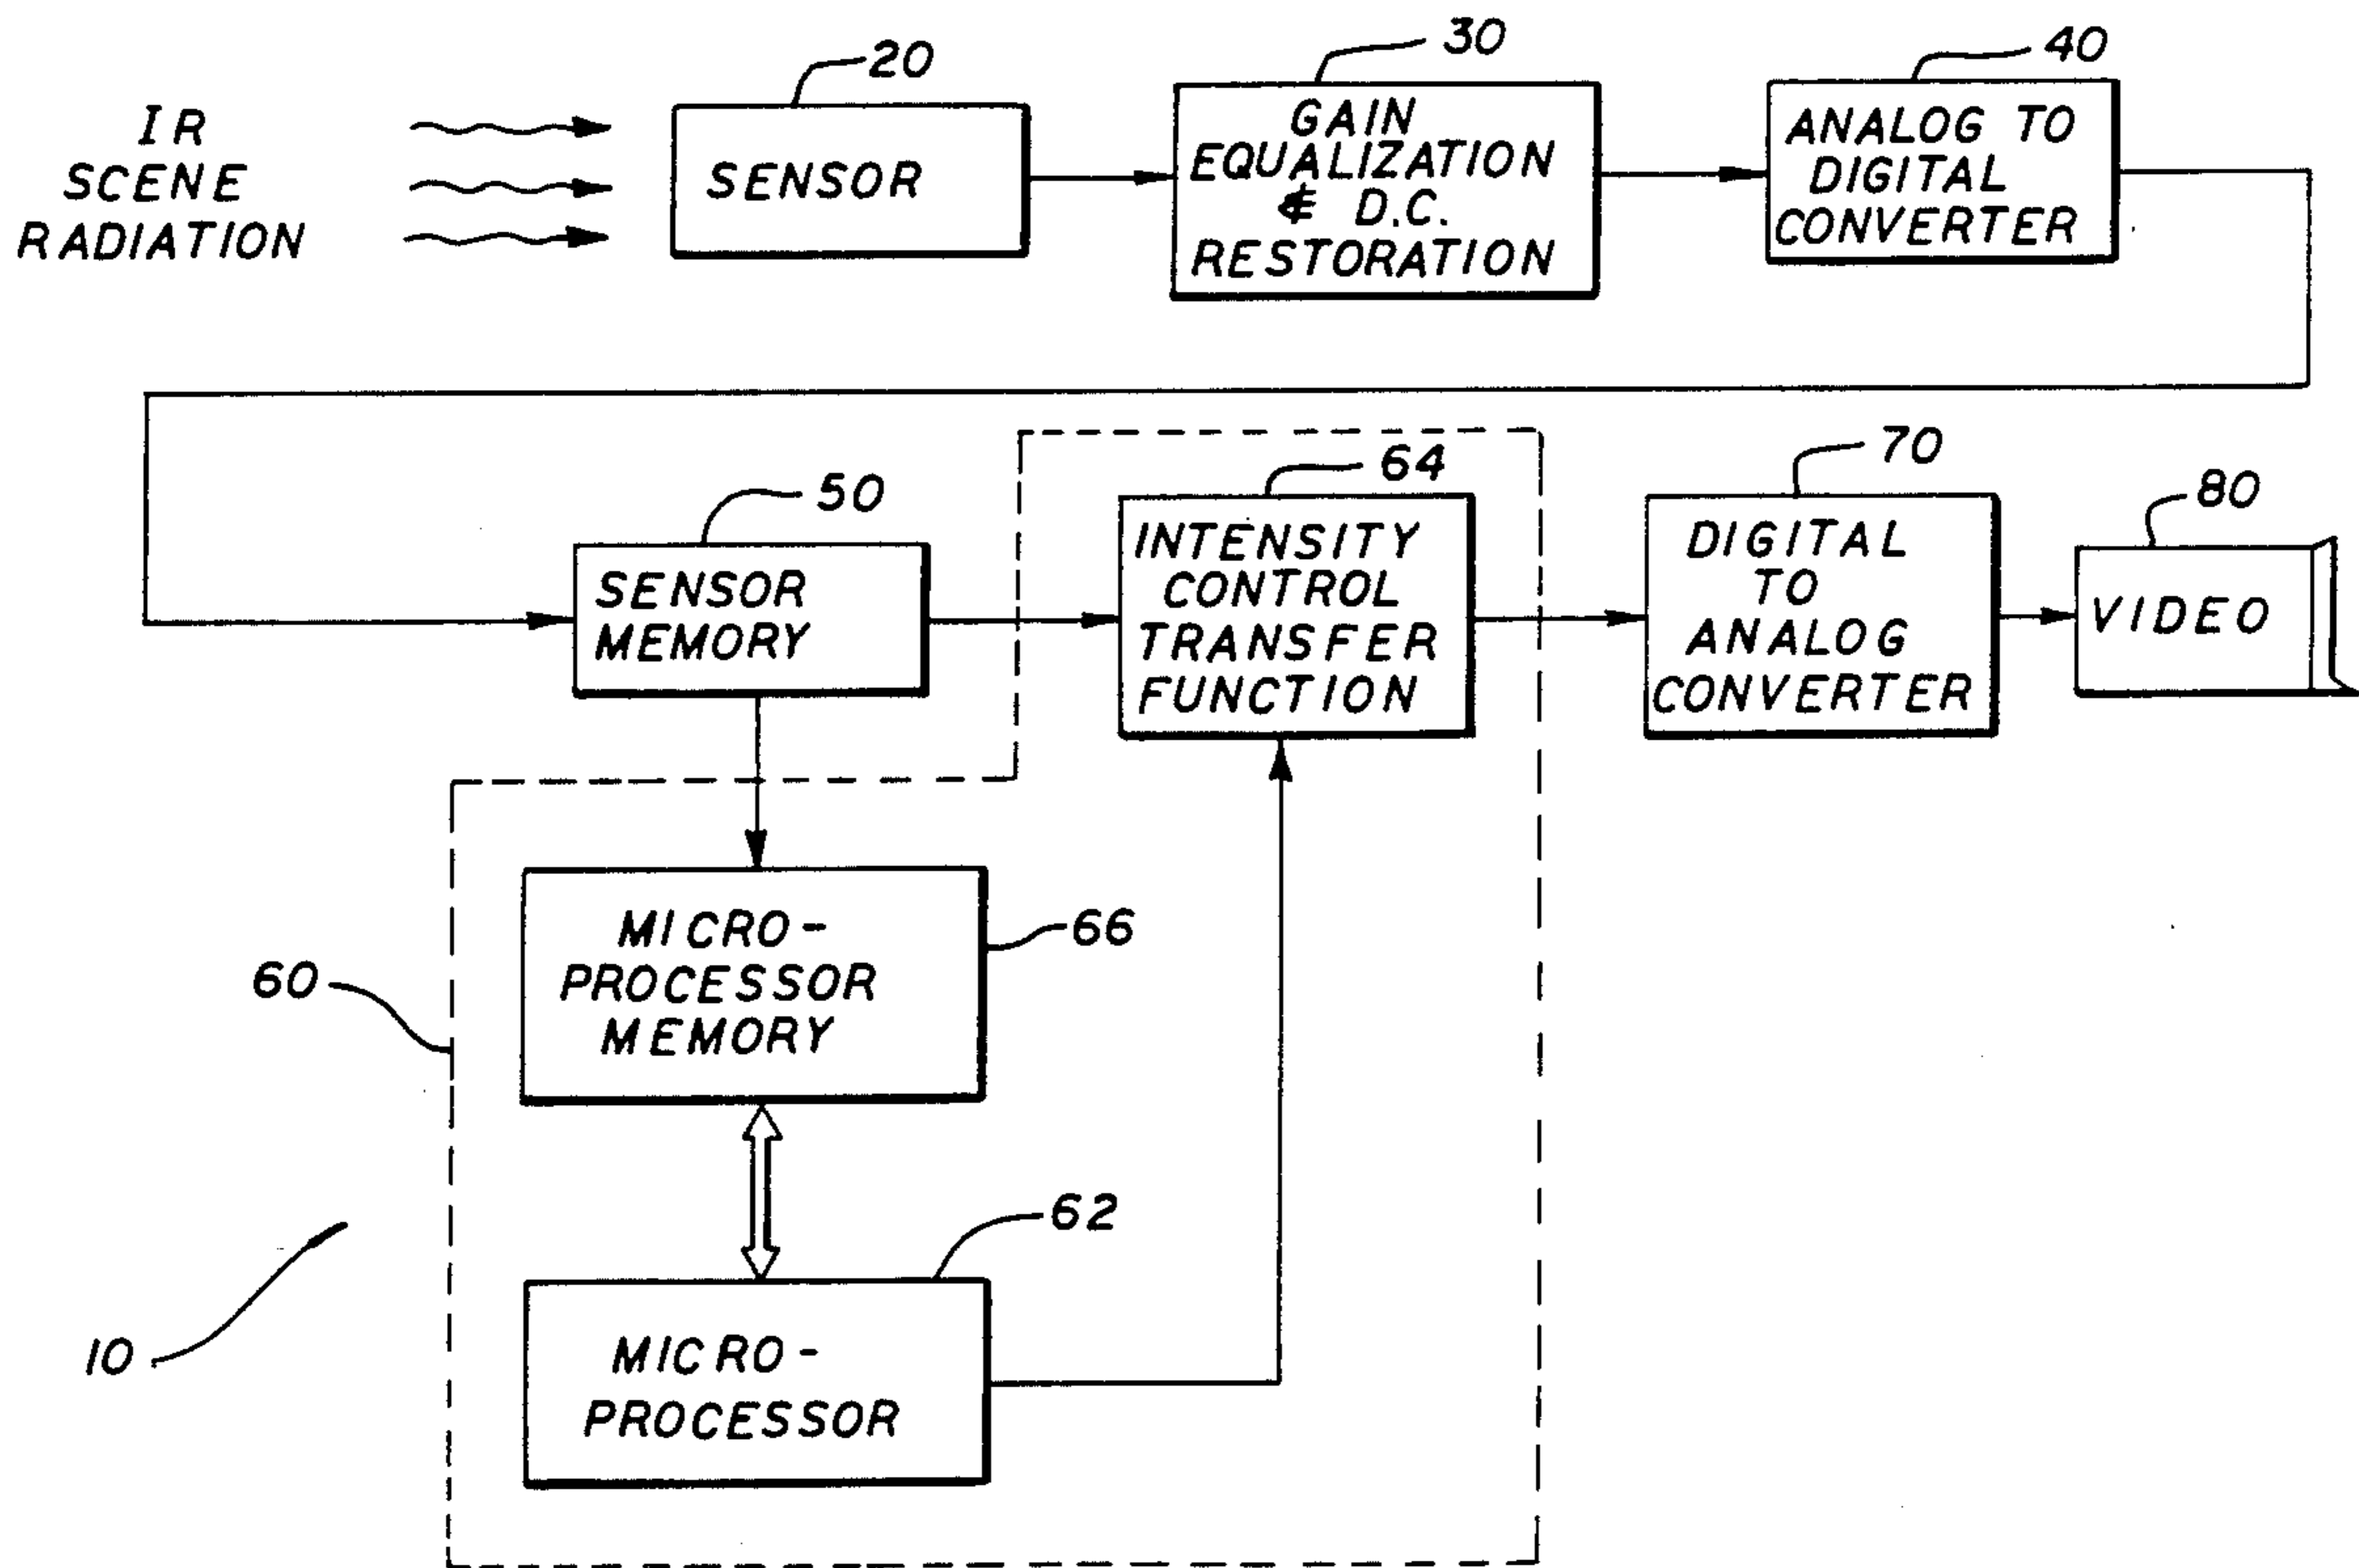 20
30
40
IR
SCENE
RADIATION
SENSOR
GAIN
EQUALIZATION
& D.C.
RESTORATION
ANALOG TO
DIGITAL
CONVERTER
50
64
70
80
SENSOR
MEMORY
INTENSITY
CONTROL
TRANSFER
FUNCTION
DIGITAL
TO
ANALOG
CONVERTER
VIDEO
60
66
MICRO-
PROCESSOR
MEMORY
62
10
MICRO-
PROCESSOR